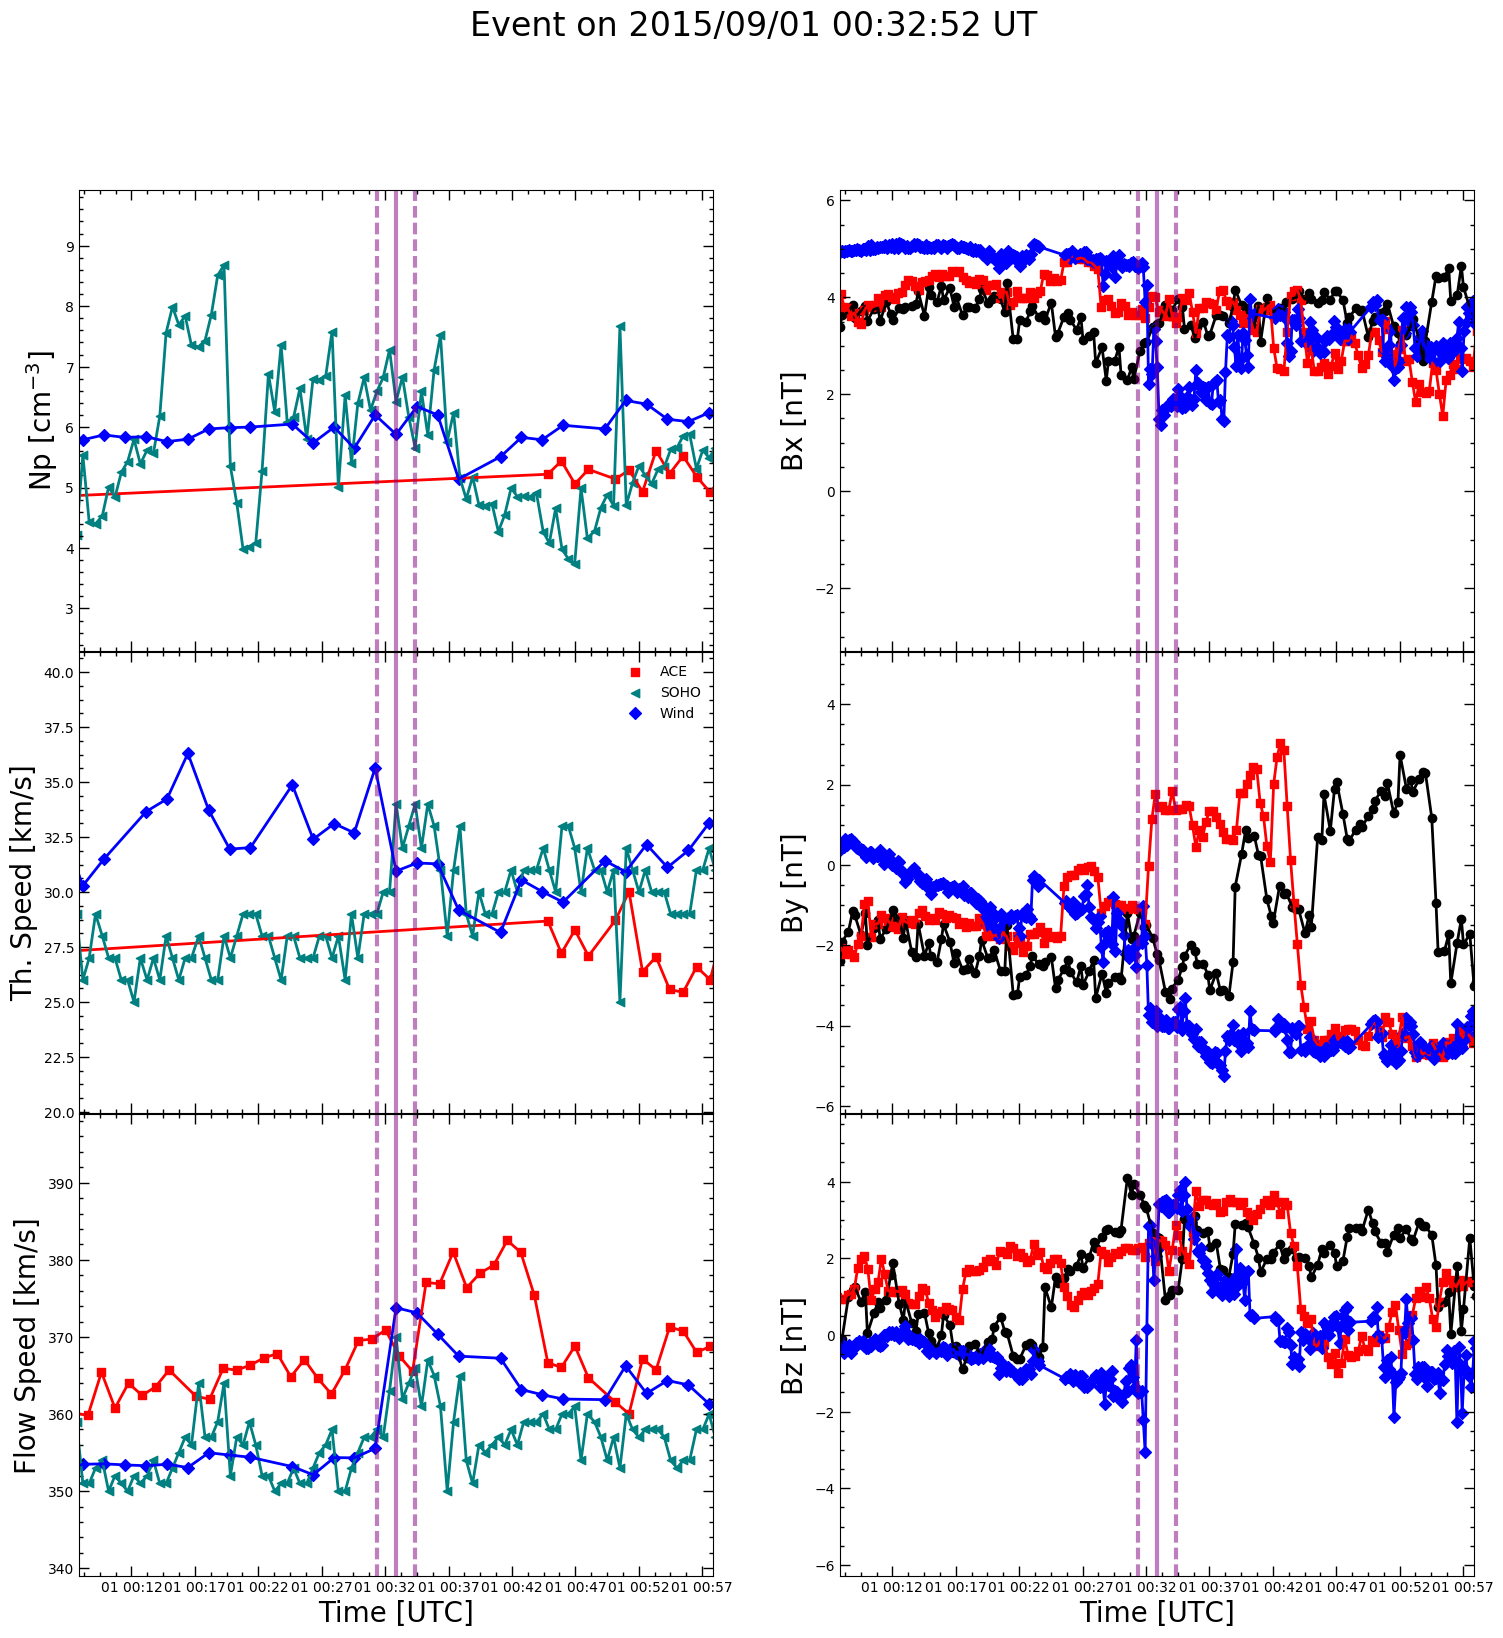 Event on 2015/09/01 00:32:52 UT
Np [cm⁻³]
9
8
7
6
5
4
3
Th. Speed [km/s]
40.0
37.5
35.0
32.5
30.0
27.5
25.0
22.5
20.0
ACE
SOHO
Wind
Flow Speed [km/s]
390
380
370
360
350
340
01 00:12 01 00:17 01 00:22 01 00:27 01 00:32 01 00:37 01 00:42 01 00:47 01 00:52 01 00:57
Time [UTC]
Bx [nT]
6
4
2
0
−2
By [nT]
4
2
0
−2
−4
−6
Bz [nT]
4
2
0
−2
−4
−6
01 00:12 01 00:17 01 00:22 01 00:27 01 00:32 01 00:37 01 00:42 01 00:47 01 00:52 01 00:57
Time [UTC]